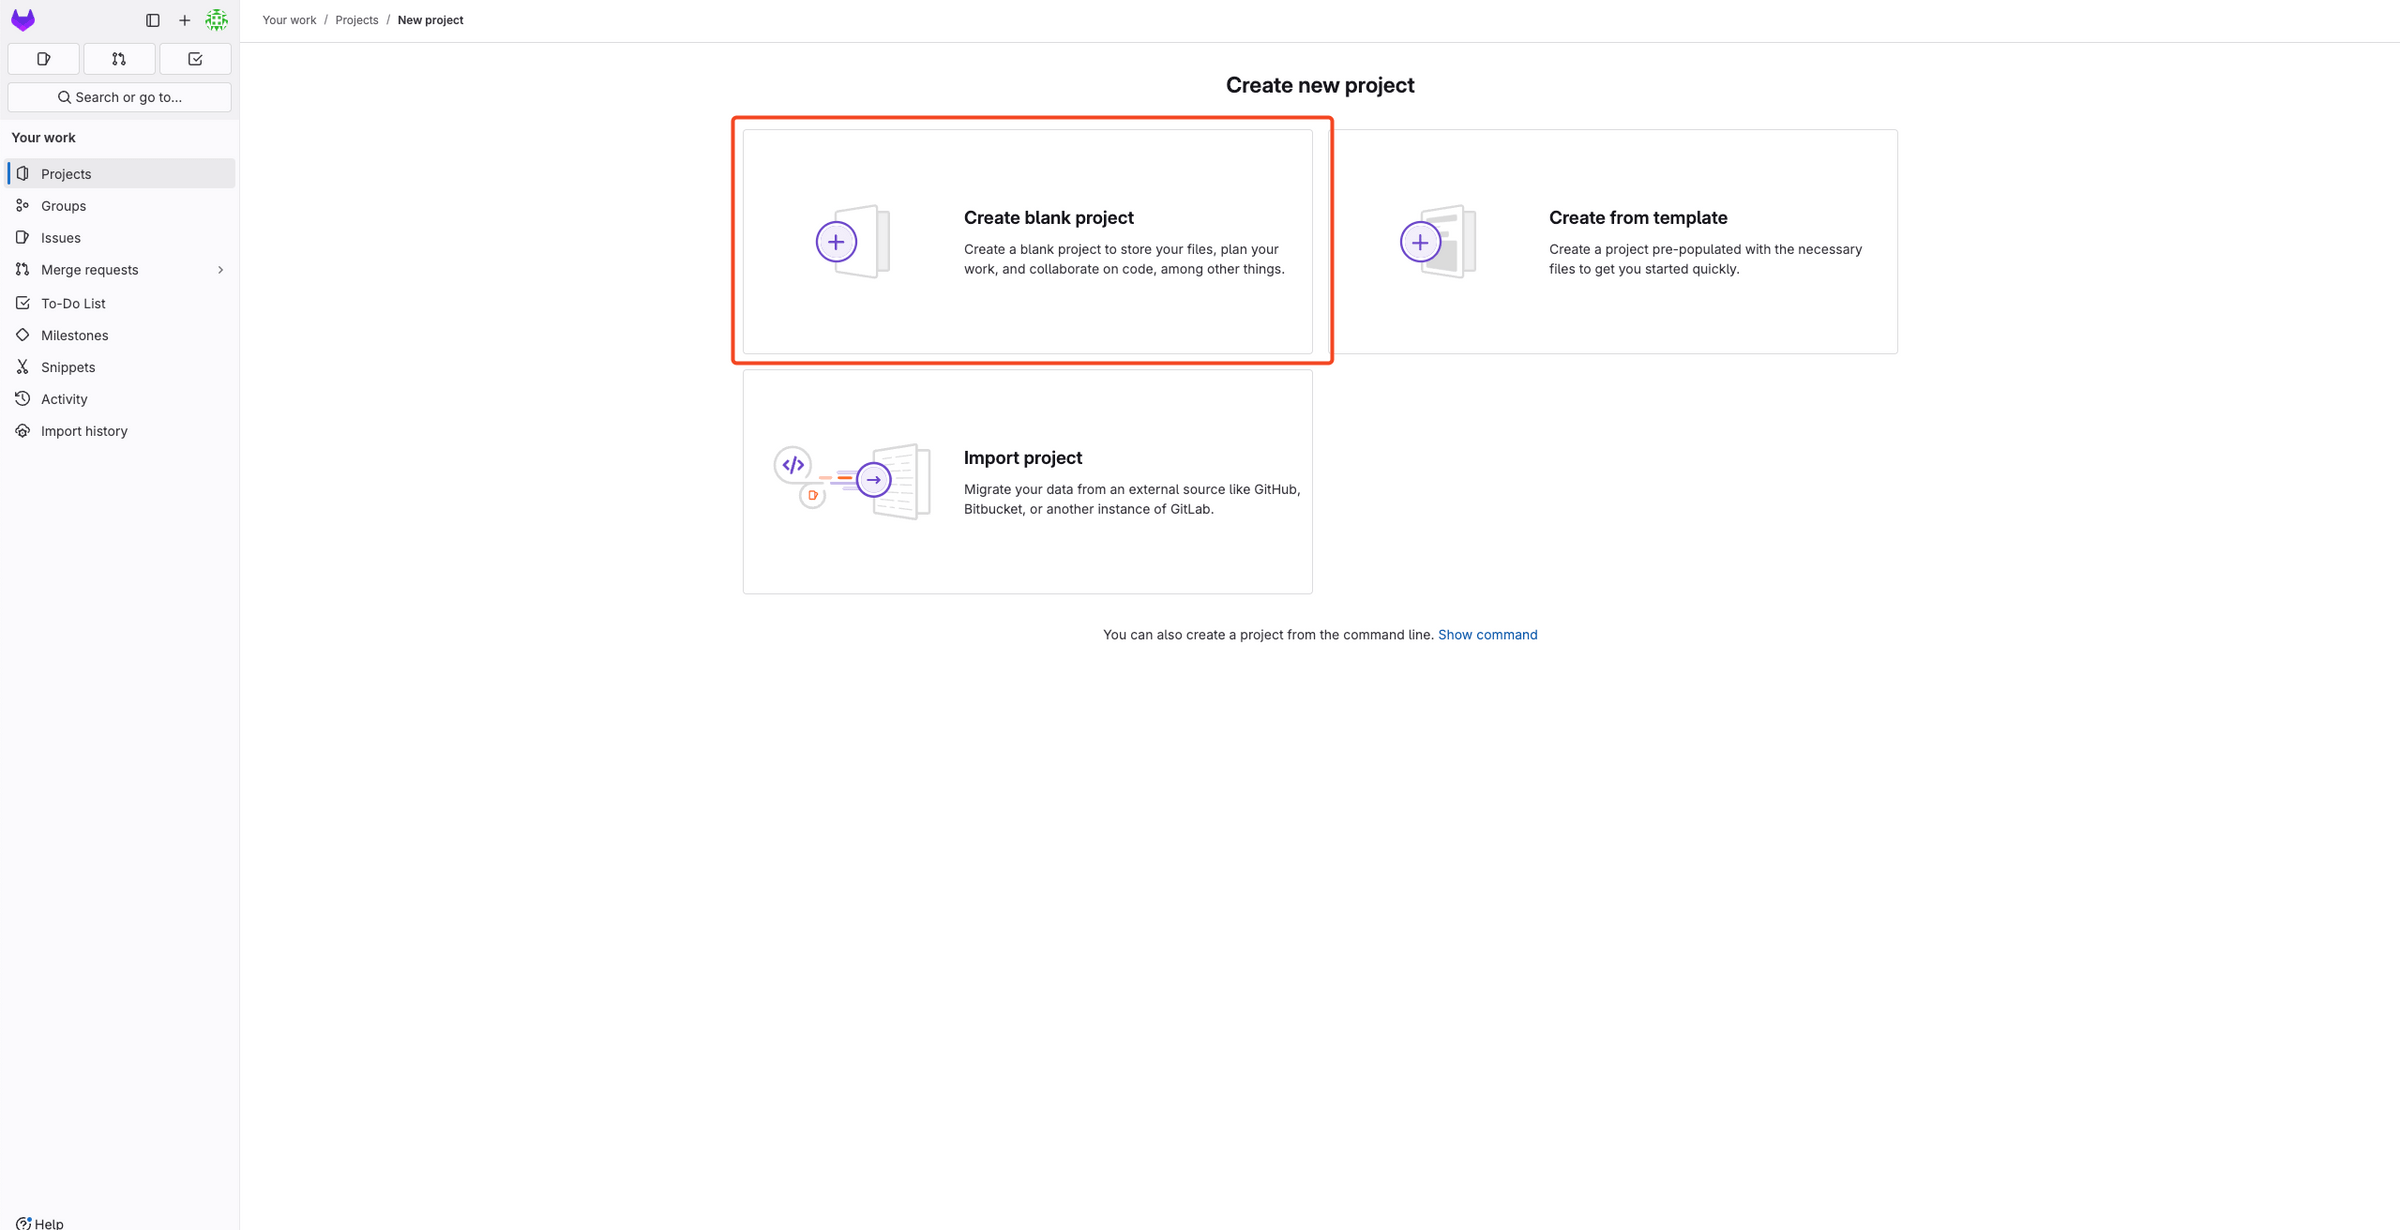 Your work / Projects / New project
Search or go to...
Your work
Projects
Groups
Issues
Merge requests
To-Do List
Milestones
Snippets
Activity
Import history
Help
Create new project
Create blank project
Create a blank project to store your files, plan your
work, and collaborate on code, among other things.
Create from template
Create a project pre-populated with the necessary
files to get you started quickly.
Import project
Migrate your data from an external source like GitHub,
Bitbucket, or another instance of GitLab.
You can also create a project from the command line. Show command